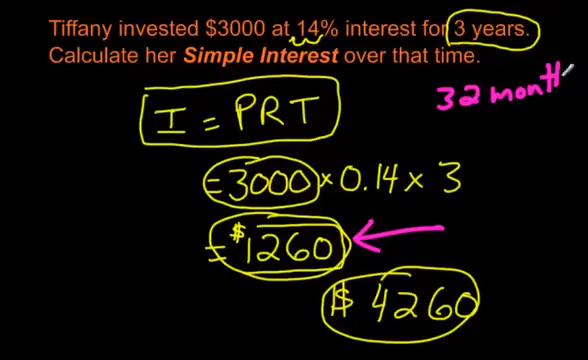 Tiffany invested $3000 at 14% interest for 3 years.
Calculate her Simple Interest over that time.
32 month
I = PRT
= 3000 × 0.14 × 3
= $1260
$ 4260